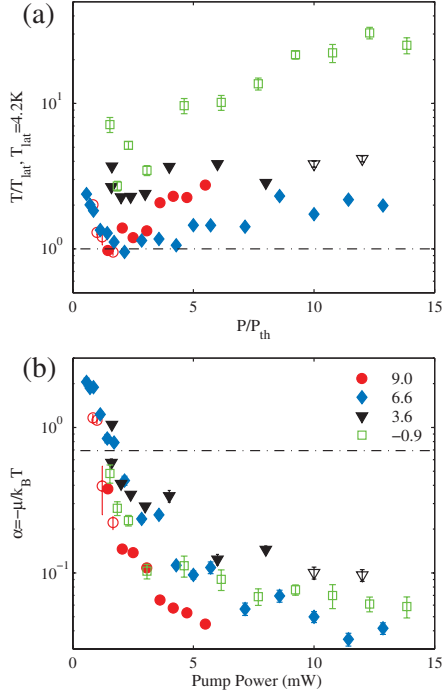 (a)
T/T_lat, T_lat=4.2K
10^1
10^0
0 5 10 15
P/P_th
(b)
α=-μ/k_B T
10^0
10^-1
9.0
6.6
3.6
-0.9
0 5 10 15
Pump Power (mW)